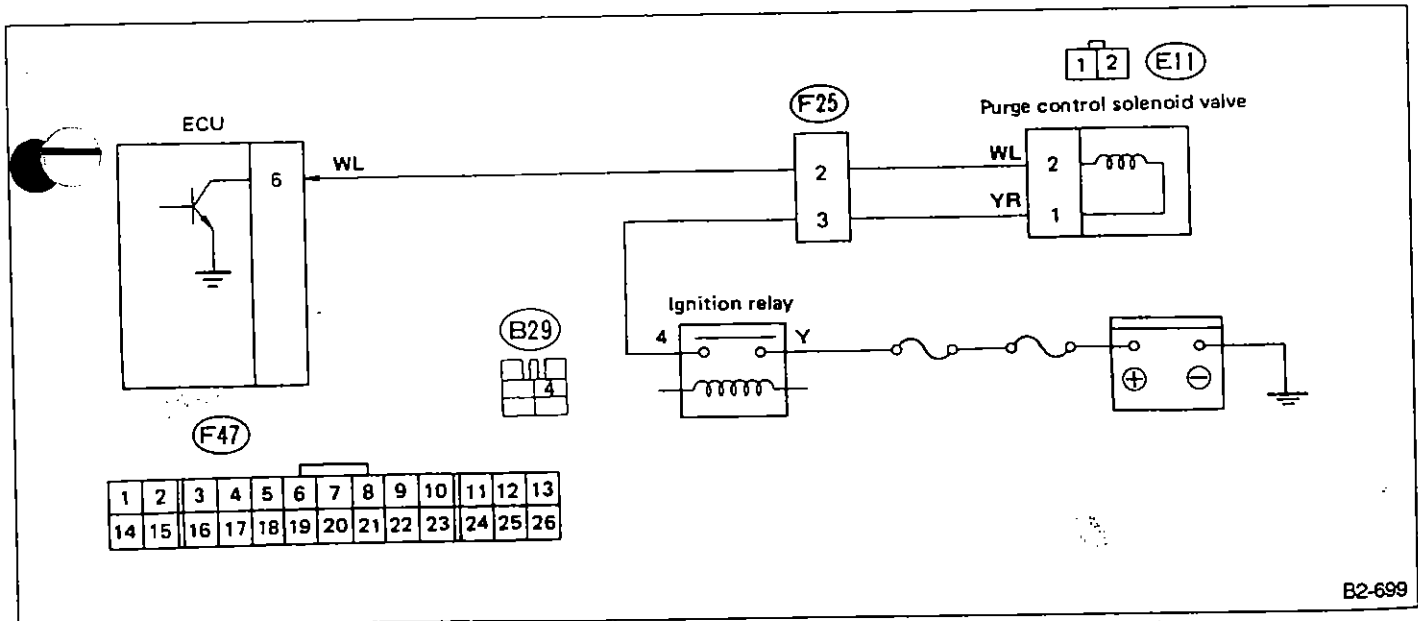 1 2 E11
F25
Purge control solenoid valve
ECU
6 WL 2 WL 2
3 YR 1
Ignition relay
B29
4 Y
4
⊕ ⊖
F47
1 2 3 4 5 6 7 8 9 10 11 12 13
14 15 16 17 18 19 20 21 22 23 24 25 26
B2-699